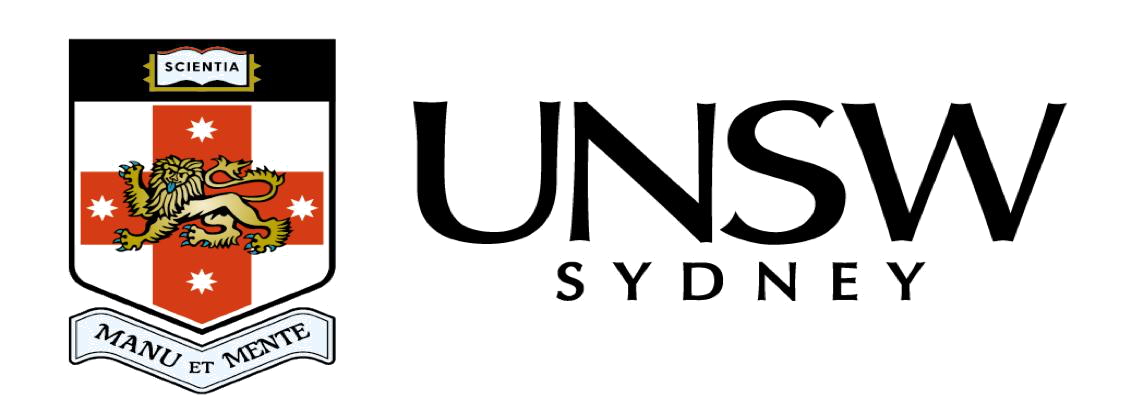 SCIENTIA
MANU ET MENTE
UNSW
SYDNEY